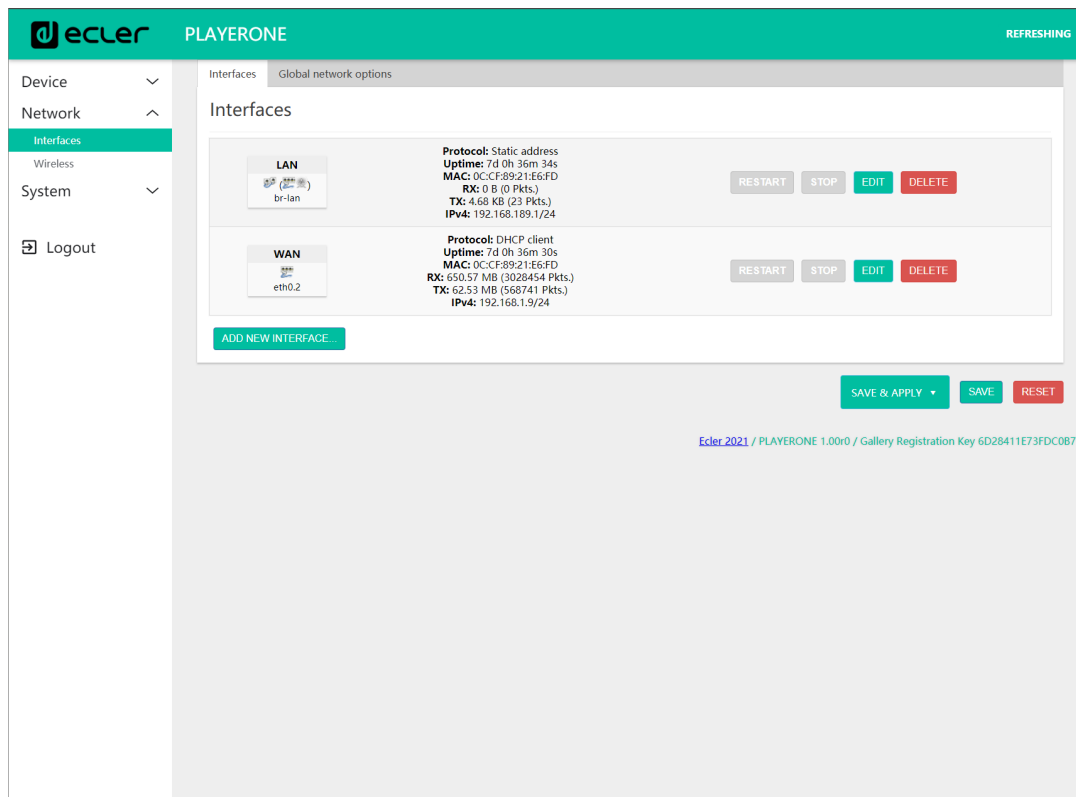 ecler
PLAYERONE
REFRESHING
Device
Network
Interfaces
Wireless
System
Logout
Interfaces
Global network options
Interfaces
LAN
br-lan
Protocol: Static address
Uptime: 7d 0h 36m 34s
MAC: 0C:CF:89:21:E6:FD
RX: 0 B (0 Pkts.)
TX: 4.68 KB (23 Pkts.)
IPv4: 192.168.189.1/24
RESTART
STOP
EDIT
DELETE
WAN
eth0.2
Protocol: DHCP client
Uptime: 7d 0h 36m 30s
MAC: 0C:CF:89:21:E6:FD
RX: 650.57 MB (3028454 Pkts.)
TX: 62.53 MB (568741 Pkts.)
IPv4: 192.168.1.9/24
RESTART
STOP
EDIT
DELETE
ADD NEW INTERFACE...
SAVE & APPLY
SAVE
RESET
Ecler 2021 / PLAYERONE 1.00r0 / Gallery Registration Key 6D28411E73FDC0B7